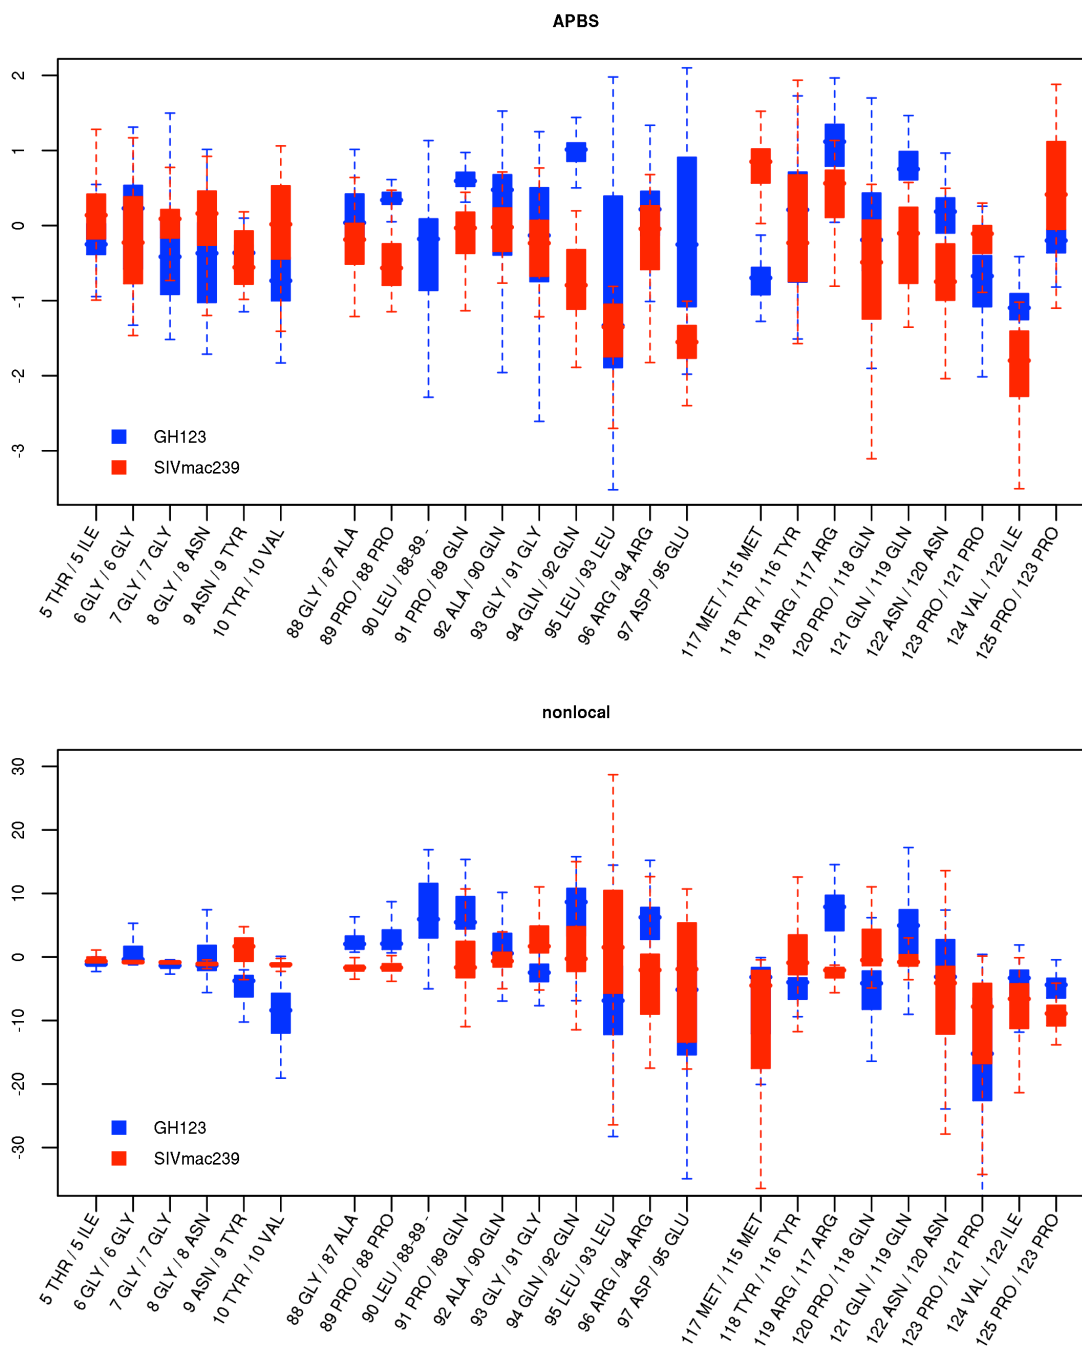 APBS
2
1
0
-1
-2
-3
GH123
SIVmac239
5 THR / 5 ILE
6 GLY / 6 GLY
7 GLY / 7 GLY
8 GLY / 8 ASN
9 ASN / 9 TYR
10 TYR / 10 VAL
88 GLY / 87 ALA
89 PRO / 88 PRO
90 LEU / 88-89 -
91 PRO / 89 GLN
92 ALA / 90 GLN
93 GLY / 91 GLY
94 GLN / 92 GLN
95 LEU / 93 LEU
96 ARG / 94 ARG
97 ASP / 95 GLU
117 MET / 115 MET
118 TYR / 116 TYR
119 ARG / 117 ARG
120 PRO / 118 GLN
121 GLN / 119 GLN
122 ASN / 120 ASN
123 PRO / 121 PRO
124 VAL / 122 ILE
125 PRO / 123 PRO
nonlocal
30
20
10
0
-10
-20
-30
GH123
SIVmac239
5 THR / 5 ILE
6 GLY / 6 GLY
7 GLY / 7 GLY
8 GLY / 8 ASN
9 ASN / 9 TYR
10 TYR / 10 VAL
88 GLY / 87 ALA
89 PRO / 88 PRO
90 LEU / 88-89 -
91 PRO / 89 GLN
92 ALA / 90 GLN
93 GLY / 91 GLY
94 GLN / 92 GLN
95 LEU / 93 LEU
96 ARG / 94 ARG
97 ASP / 95 GLU
117 MET / 115 MET
118 TYR / 116 TYR
119 ARG / 117 ARG
120 PRO / 118 GLN
121 GLN / 119 GLN
122 ASN / 120 ASN
123 PRO / 121 PRO
124 VAL / 122 ILE
125 PRO / 123 PRO